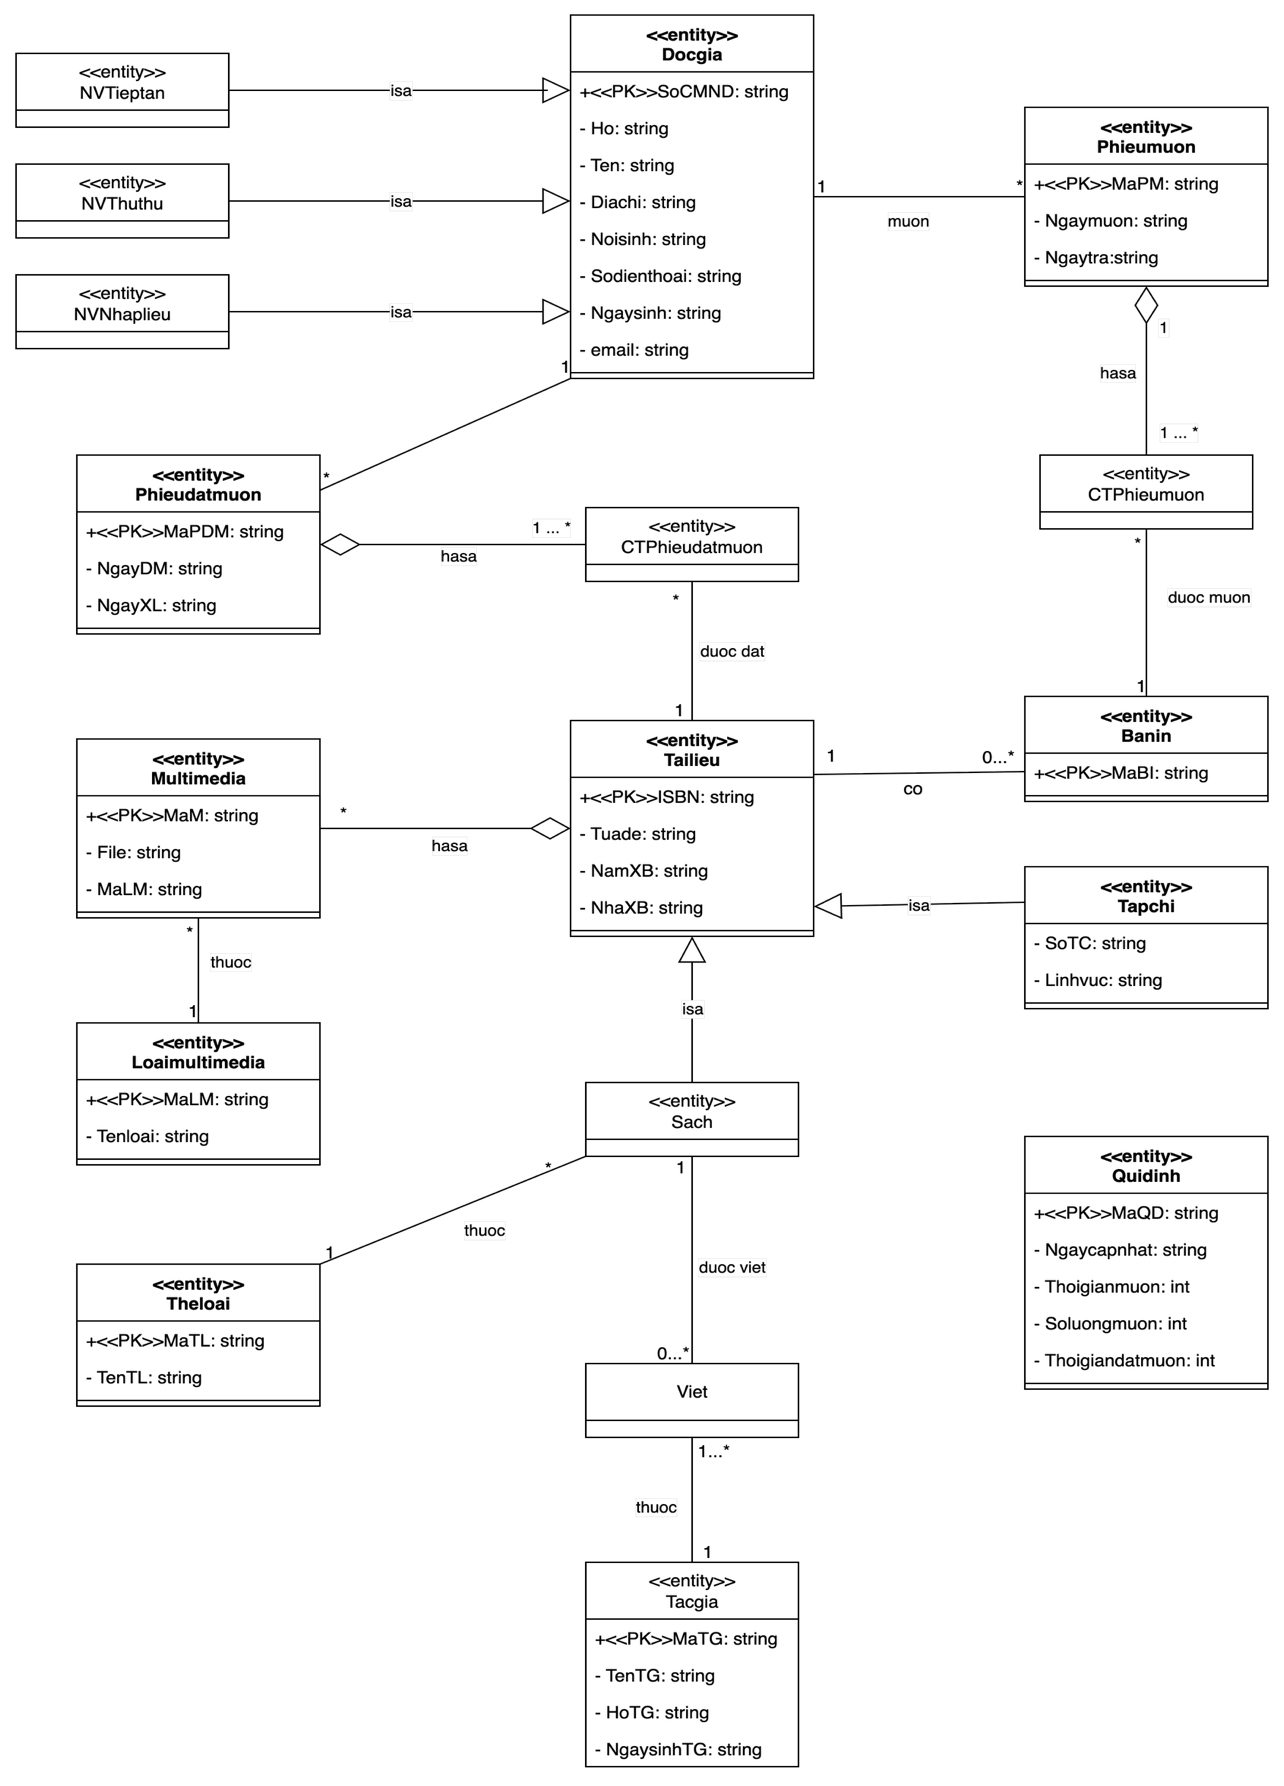 <<entity>>
NVTieptan
isa
<<entity>>
NVThuthu
isa
<<entity>>
NVNhaplieu
isa
<<entity>>
Docgia
+<<PK>>SoCMND: string
- Ho: string
- Ten: string
- Diachi: string
- Noisinh: string
- Sodienthoai: string
- Ngaysinh: string
- email: string
1
*
muon
<<entity>>
Phieumuon
+<<PK>>MaPM: string
- Ngaymuon: string
- Ngaytra:string
1
hasa
1 ... *
1
*
<<entity>>
Phieudatmuon
+<<PK>>MaPDM: string
- NgayDM: string
- NgayXL: string
hasa
1 ... *
<<entity>>
CTPhieudatmuon
*
duoc dat
1
<<entity>>
CTPhieumuon
*
duoc muon
1
<<entity>>
Multimedia
+<<PK>>MaM: string
- File: string
- MaLM: string
*
hasa
<<entity>>
Tailieu
+<<PK>>ISBN: string
- Tuade: string
- NamXB: string
- NhaXB: string
1
0...*
co
<<entity>>
Banin
+<<PK>>MaBI: string
isa
<<entity>>
Tapchi
- SoTC: string
- Linhvuc: string
*
thuoc
1
<<entity>>
Loaimultimedia
+<<PK>>MaLM: string
- Tenloai: string
isa
<<entity>>
Sach
*
thuoc
1
1
duoc viet
0...*
<<entity>>
Quidinh
+<<PK>>MaQD: string
- Ngaycapnhat: string
- Thoigianmuon: int
- Soluongmuon: int
- Thoigiandatmuon: int
<<entity>>
Theloai
+<<PK>>MaTL: string
- TenTL: string
Viet
1...*
thuoc
1
<<entity>>
Tacgia
+<<PK>>MaTG: string
- TenTG: string
- HoTG: string
- NgaysinhTG: string